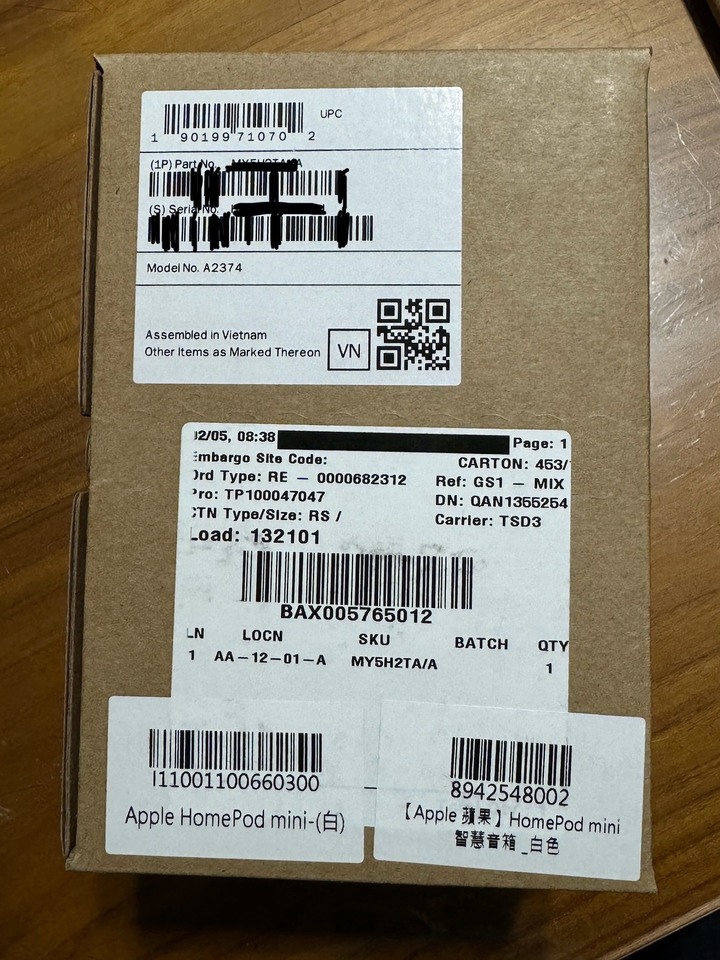 UPC
1 90199 71070 2
(1P) Part No.
(S) Serial No.
Model No. A2374
Assembled in Vietnam
Other Items as Marked Thereon
VN
12/05, 08:38 Page: 1
Embargo Site Code: CARTON: 453/
Ord Type: RE - 0000682312 Ref: GS1 - MIX
Pro: TP100047047 DN: QAN1355254
CTN Type/Size: RS / Carrier: TSD3
Load: 132101
BAX005765012
LN LOCN SKU BATCH QTY
1 AA-12-01-A MY5H2TA/A 1
I11001100660300
Apple HomePod mini-(白)
8942548002
【Apple 蘋果】HomePod mini
智慧音箱 _白色